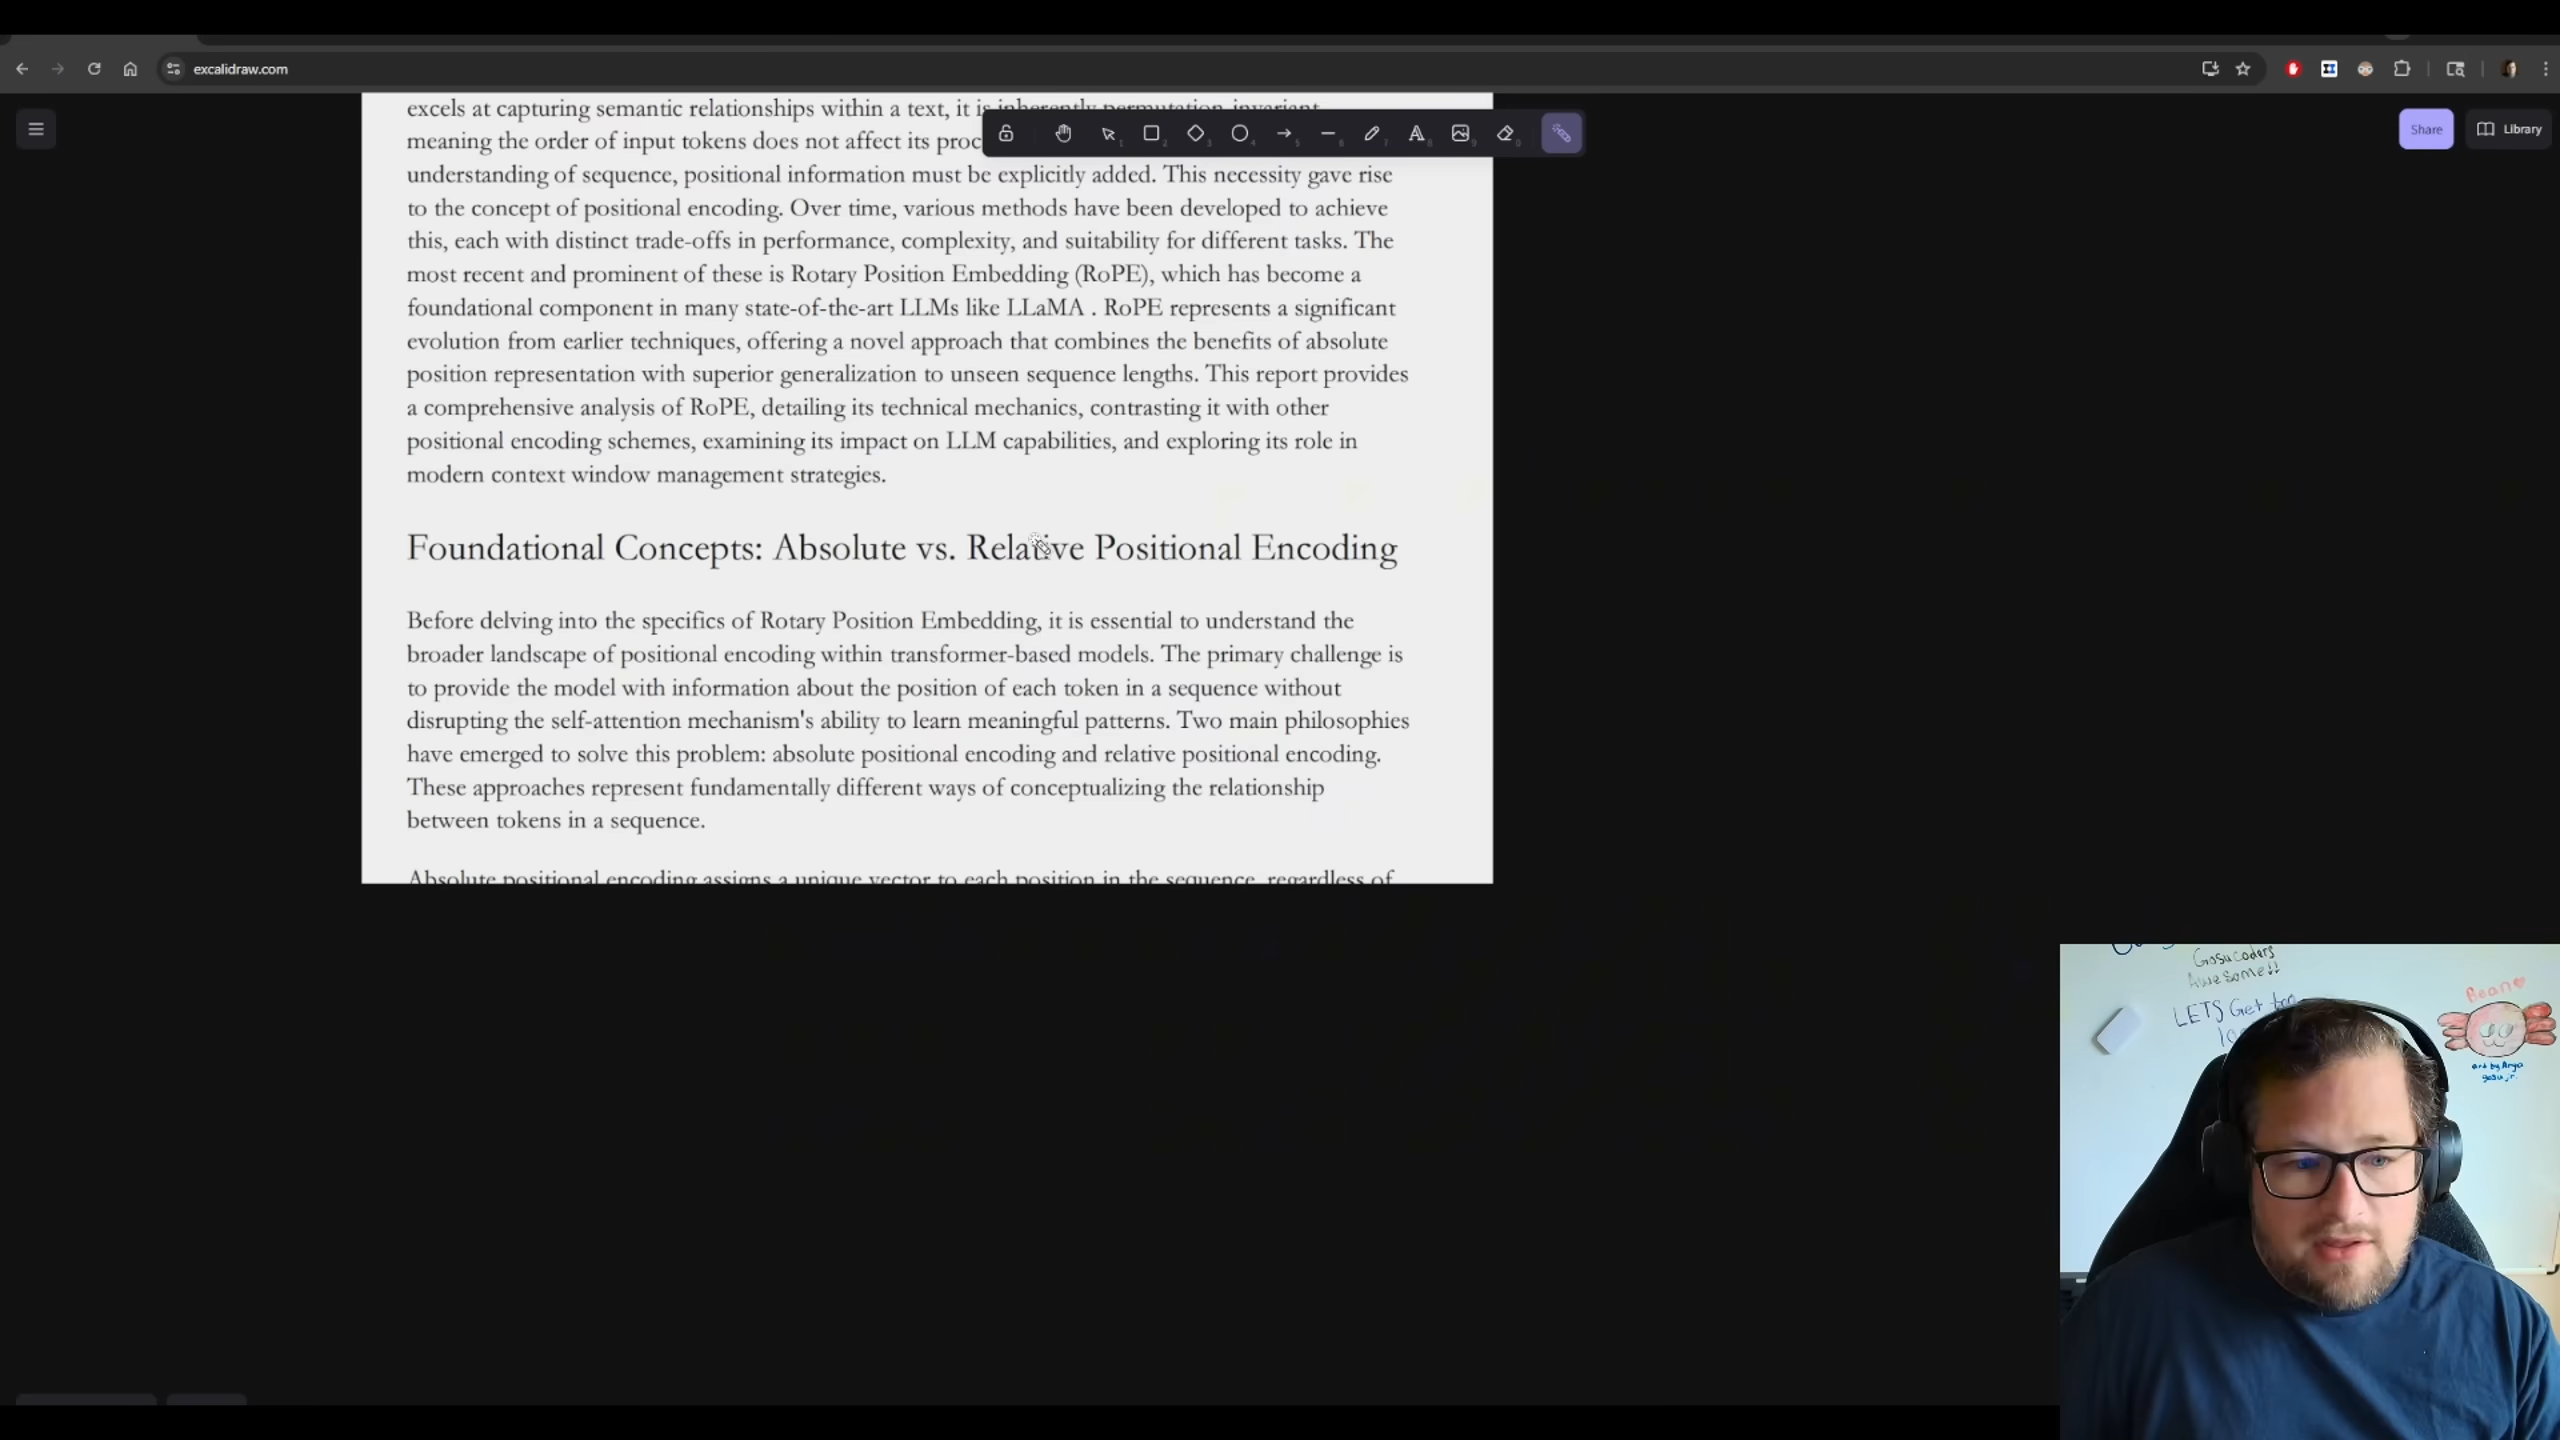 excalidraw.com
Share
Library
excels at capturing semantic relationships within a text, it is inherently permutation invariant
meaning the order of input tokens does not affect its proc
understanding of sequence, positional information must be explicitly added. This necessity gave rise
to the concept of positional encoding. Over time, various methods have been developed to achieve
this, each with distinct trade-offs in performance, complexity, and suitability for different tasks. The
most recent and prominent of these is Rotary Position Embedding (RoPE), which has become a
foundational component in many state-of-the-art LLMs like LLaMA . RoPE represents a significant
evolution from earlier techniques, offering a novel approach that combines the benefits of absolute
position representation with superior generalization to unseen sequence lengths. This report provides
a comprehensive analysis of RoPE, detailing its technical mechanics, contrasting it with other
positional encoding schemes, examining its impact on LLM capabilities, and exploring its role in
modern context window management strategies.
Foundational Concepts: Absolute vs. Relative Positional Encoding
Before delving into the specifics of Rotary Position Embedding, it is essential to understand the
broader landscape of positional encoding within transformer-based models. The primary challenge is
to provide the model with information about the position of each token in a sequence without
disrupting the self-attention mechanism's ability to learn meaningful patterns. Two main philosophies
have emerged to solve this problem: absolute positional encoding and relative positional encoding.
These approaches represent fundamentally different ways of conceptualizing the relationship
between tokens in a sequence.
Absolute positional encoding assigns a unique vector to each position in the sequence, regardless of
Gosucoders
Awesome!!
LETS Get
Bean
art by Arya
gosu jr.